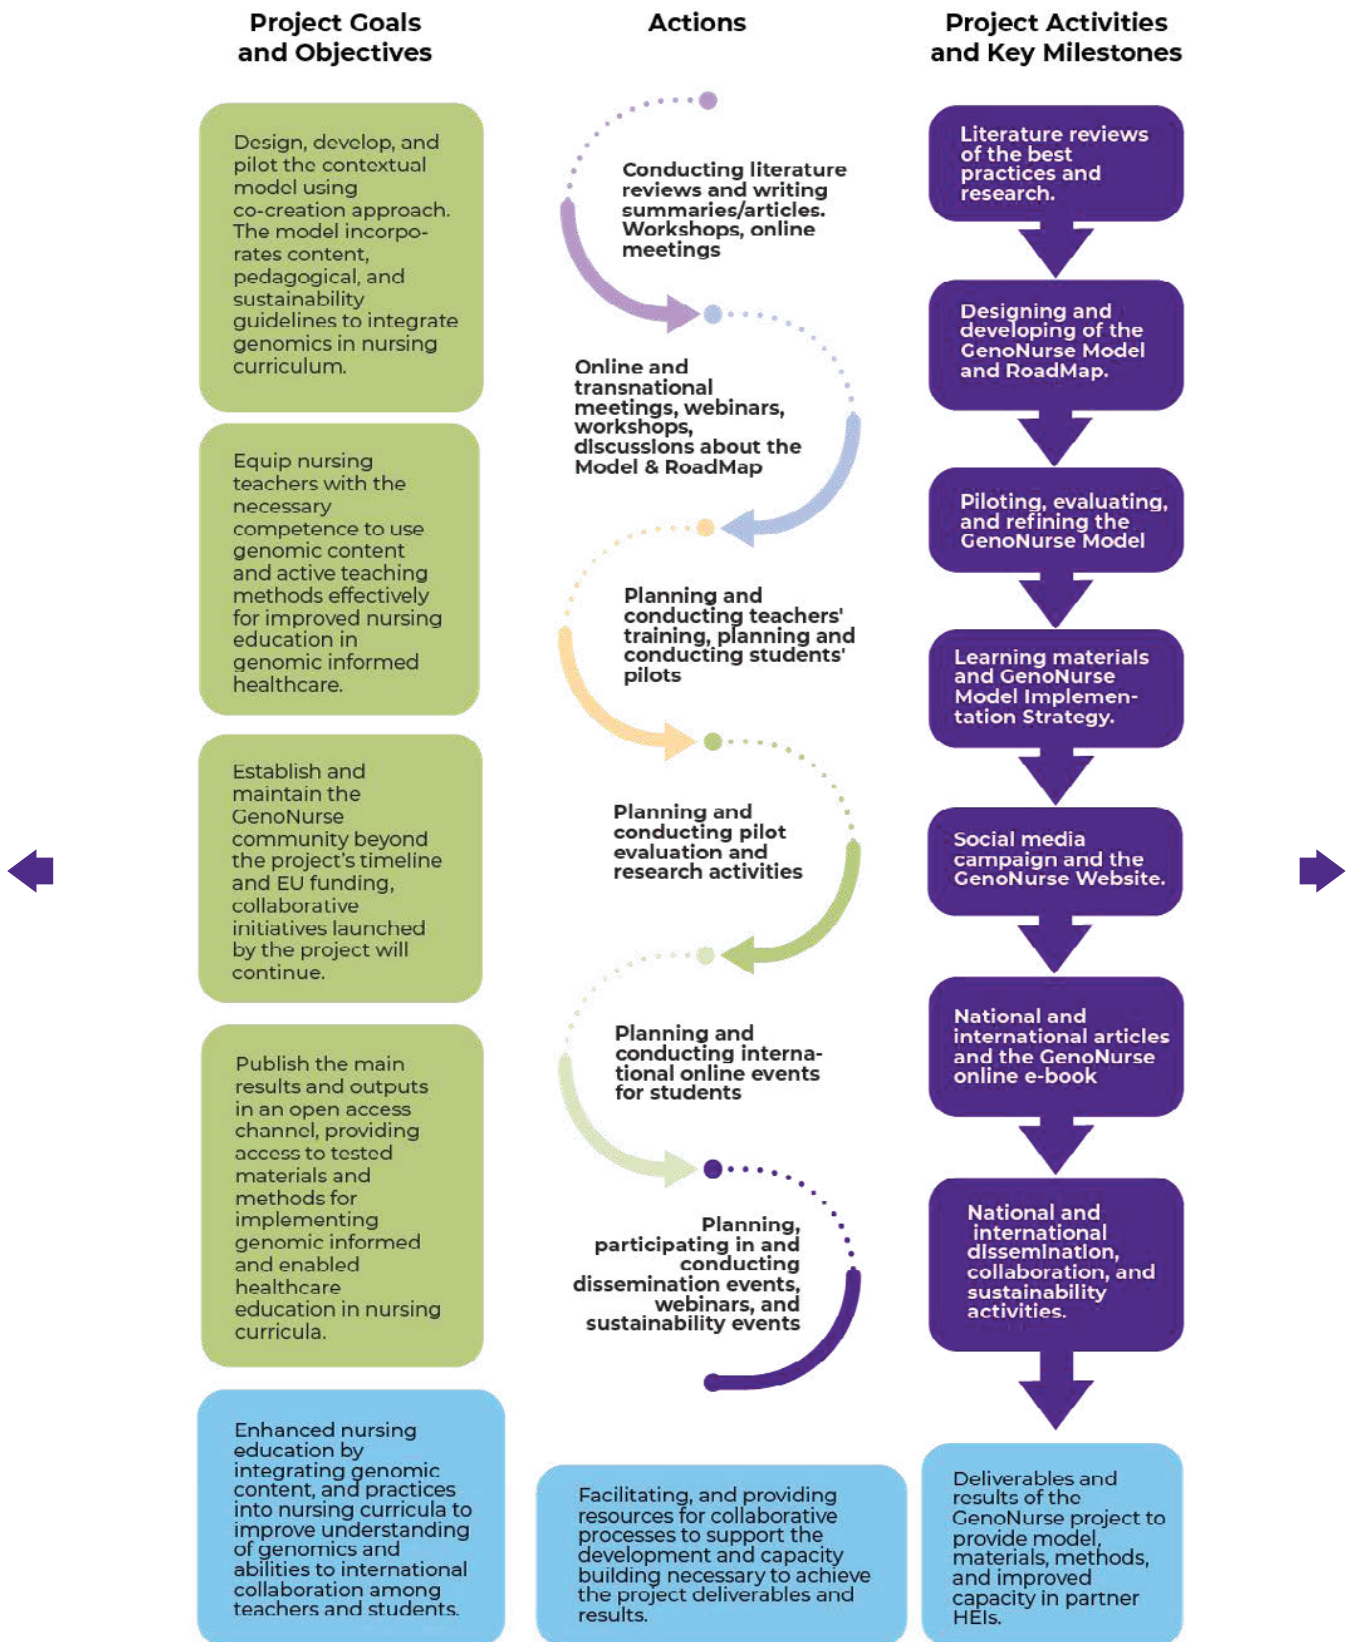 Project Goals
and Objectives
Design, develop, and
pilot the contextual
model using
co-creation approach.
The model incorpo-
rates content,
pedagogical, and
sustainability
guidelines to integrate
genomics in nursing
curriculum.
Equip nursing
teachers with the
necessary
competence to use
genomic content
and active teaching
methods effectively
for improved nursing
education in
genomic informed
healthcare.
Establish and
maintain the
GenoNurse
community beyond
the project's timeline
and EU funding,
collaborative
initiatives launched
by the project will
continue.
Publish the main
results and outputs
in an open access
channel, providing
access to tested
materials and
methods for
implementing
genomic informed
and enabled
healthcare
education in nursing
curricula.
Enhanced nursing
education by
integrating genomic
content, and practices
into nursing curricula to
improve understanding
of genomics and
abilities to international
collaboration among
teachers and students.
Actions
Conducting literature
reviews and writing
summaries/articles.
Workshops, online
meetings
Online and
transnational
meetings, webinars,
workshops,
discussions about the
Model & RoadMap
Planning and
conducting teachers'
training, planning and
conducting students'
pilots
Planning and
conducting pilot
evaluation and
research activities
Planning and
conducting interna-
tional online events
for students
Planning,
participating in and
conducting
dissemination events,
webinars, and
sustainability events
Facilitating, and providing
resources for collaborative
processes to support the
development and capacity
building necessary to achieve
the project deliverables and
results.
Project Activities
and Key Milestones
Literature reviews
of the best
practices and
research.
Designing and
developing of the
GenoNurse Model
and RoadMap.
Piloting, evaluating,
and refining the
GenoNurse Model
Learning materials
and GenoNurse
Model Implemen-
tation Strategy.
Social media
campaign and the
GenoNurse Website.
National and
international articles
and the GenoNurse
online e-book
National and
international
dissemination,
collaboration, and
sustainability
activities.
Deliverables and
results of the
GenoNurse project to
provide model,
materials, methods,
and improved
capacity in partner
HEIs.